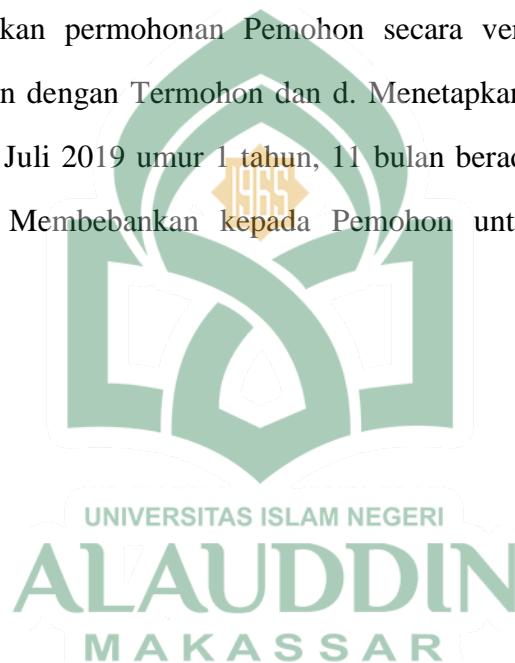 kan permohonan Pemohon secara ver
n dengan Termohon dan d. Menetapkan
Juli 2019 umur 1 tahun, 11 bulan berad
1965
Membebankan kepada Pemohon unt
UNIVERSITAS ISLAM NEGERI
ALAUDDIN
MAKASSAR